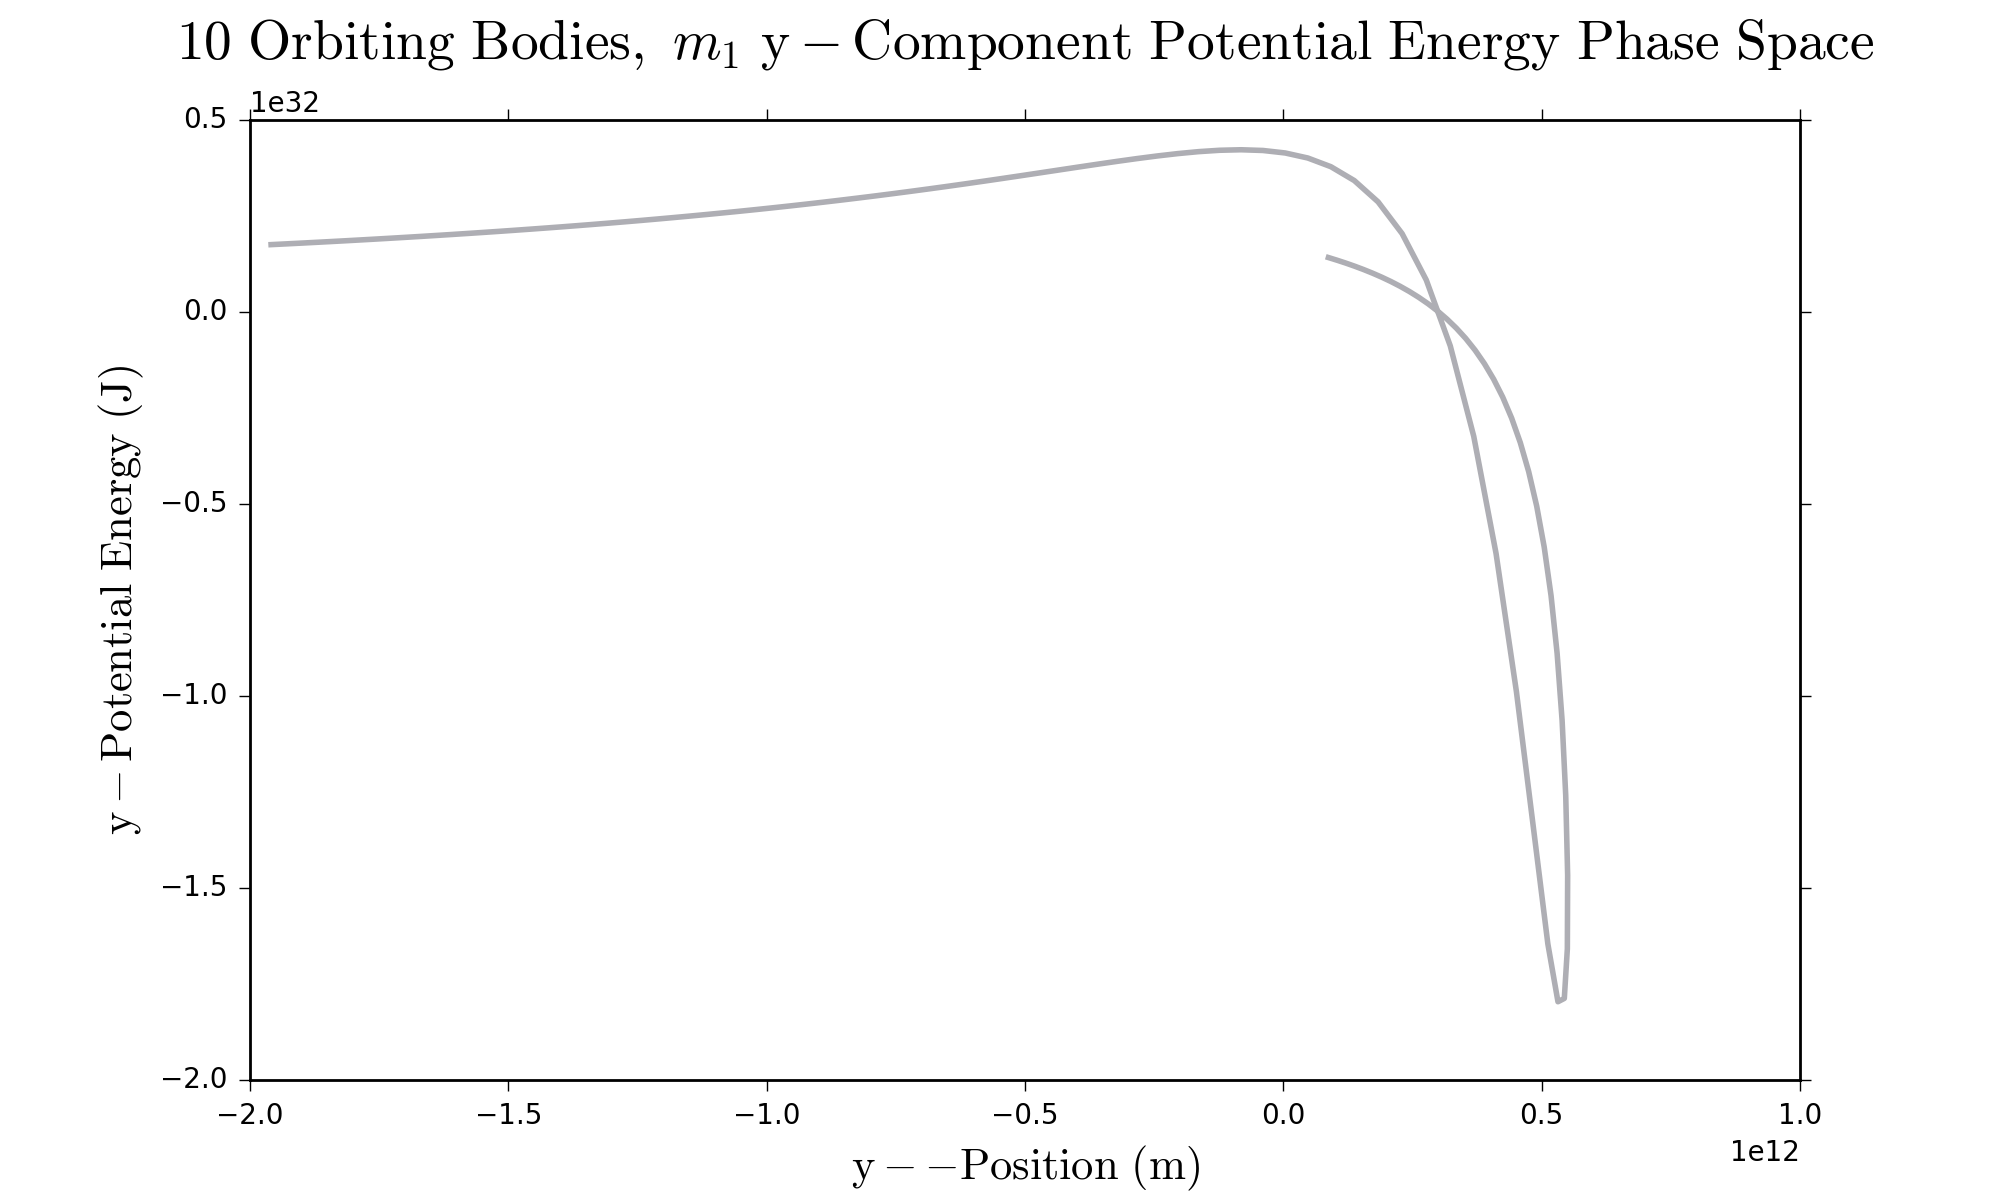 10 Orbiting Bodies, m₁ y − Component Potential Energy Phase Space
1e32
0.5
0.0
−0.5
−1.0
−1.5
−2.0
y − Potential Energy (J)
−2.0 −1.5 −1.0 −0.5 0.0 0.5 1.0
1e12
y − −Position (m)